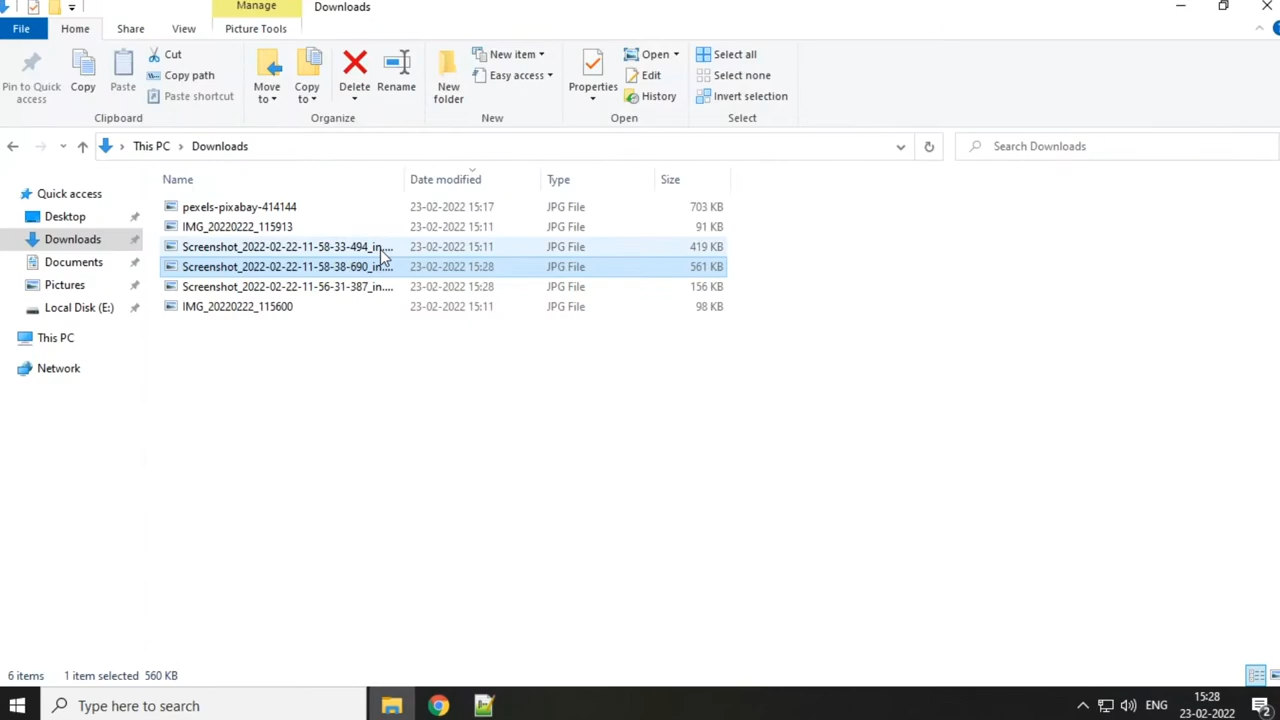 Manage
Downloads
File
Home
Share
View
Picture Tools
Pin to Quick access
Copy
Paste
Cut
Copy path
Paste shortcut
Clipboard
Move to
Copy to
Delete
Rename
Organize
New folder
New item
Easy access
New
Properties
Open
Edit
History
Open
Select all
Select none
Invert selection
Select
This PC
Downloads
Search Downloads
Quick access
Desktop
Downloads
Documents
Pictures
Local Disk (E:)
This PC
Network
Name Date modified Type Size
pexels-pixabay-414144 23-02-2022 15:17 JPG File 703 KB
IMG_20220222_115913 23-02-2022 15:11 JPG File 91 KB
Screenshot_2022-02-22-11-58-33-494_in.... 23-02-2022 15:11 JPG File 419 KB
Screenshot_2022-02-22-11-58-38-690_in.... 23-02-2022 15:28 JPG File 561 KB
Screenshot_2022-02-22-11-56-31-387_in.... 23-02-2022 15:28 JPG File 156 KB
IMG_20220222_115600 23-02-2022 15:11 JPG File 98 KB
6 items 1 item selected 560 KB
Type here to search
ENG
15:28
23-02-2022
2